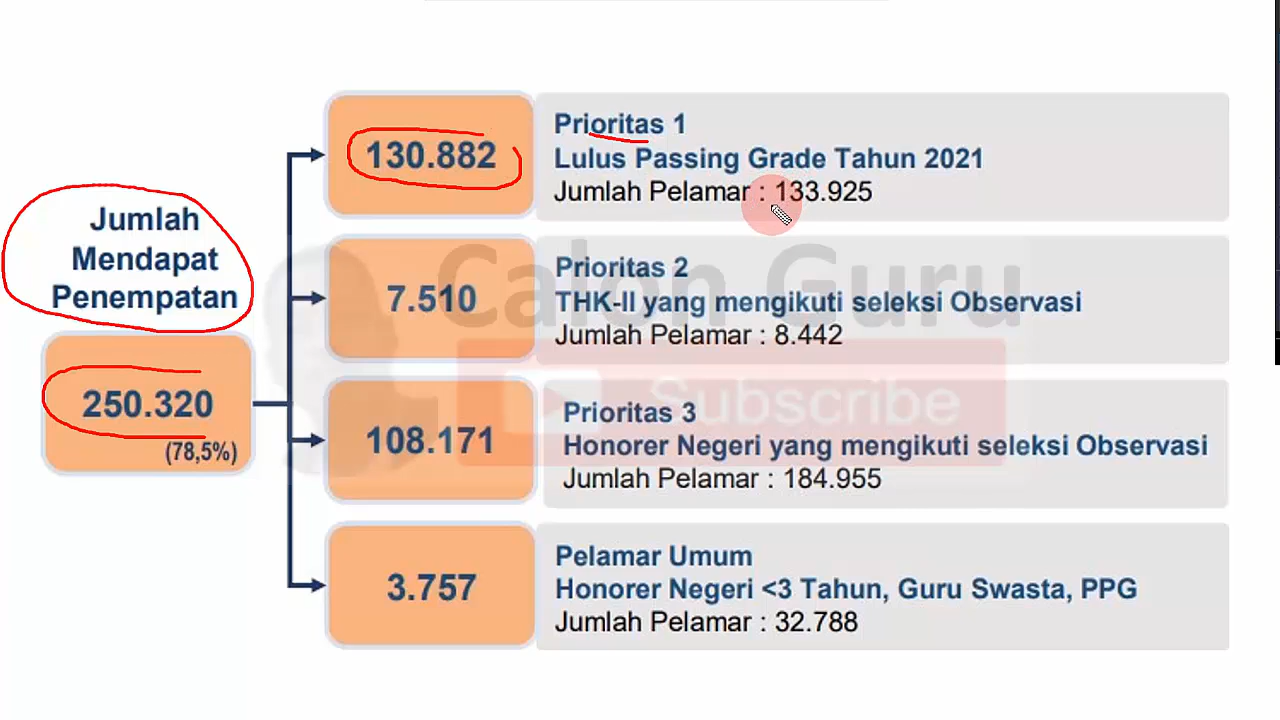 Jumlah
Mendapat
Penempatan
250.320
(78,5%)
130.882
Prioritas 1
Lulus Passing Grade Tahun 2021
Jumlah Pelamar : 133.925
7.510
Prioritas 2
THK-II yang mengikuti seleksi Observasi
Jumlah Pelamar : 8.442
108.171
Prioritas 3
Honorer Negeri yang mengikuti seleksi Observasi
Jumlah Pelamar : 184.955
3.757
Pelamar Umum
Honorer Negeri <3 Tahun, Guru Swasta, PPG
Jumlah Pelamar : 32.788
Calon Guru
Subscribe